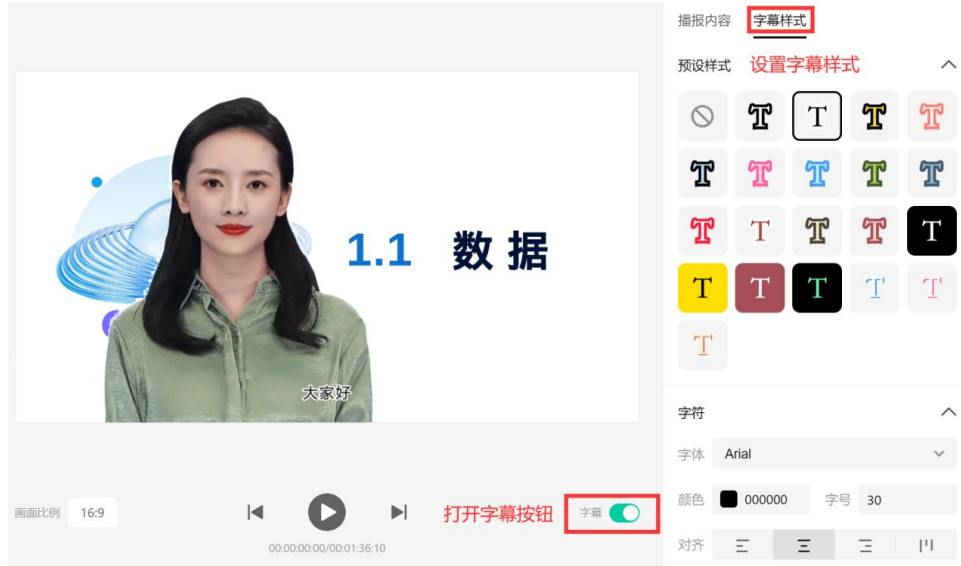 播报内容 字幕样式
预设样式 设置字幕样式
T T T T
T T T T T
T T T T T
T T T T T
T
1.1 数据
大家好
字符
字体 Arial
颜色 000000 字号 30
对齐
画面比例 16:9
打开字幕按钮 字幕
00:00:00:00/00:01:36:10